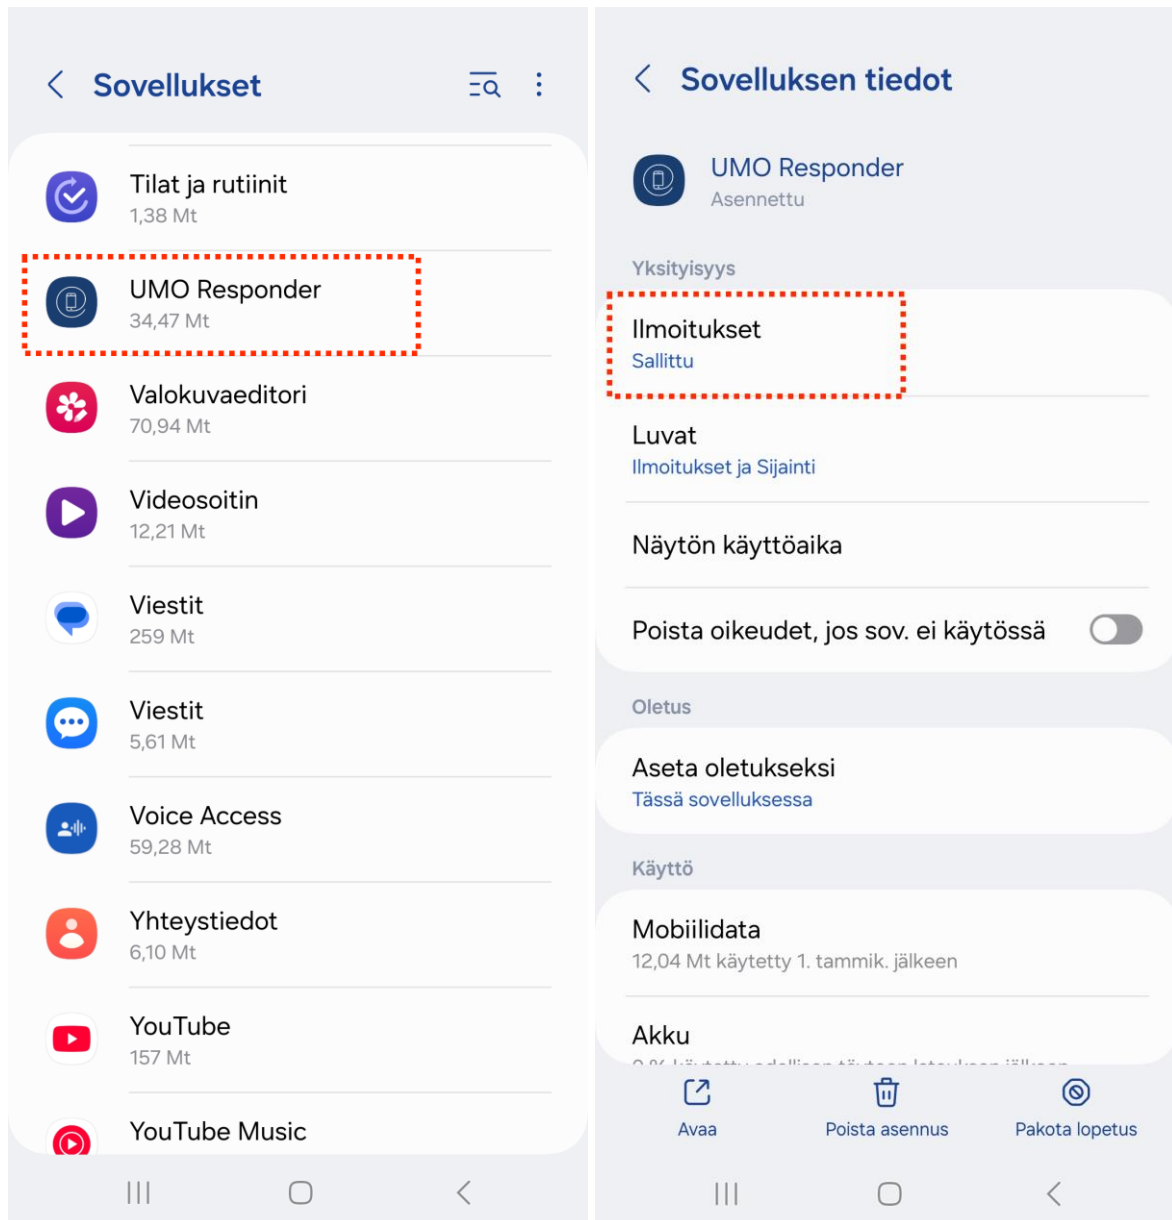 Sovellukset
Tilat ja rutiinit
1,38 Mt
UMO Responder
34,47 Mt
Valokuvaeditori
70,94 Mt
Videosoitin
12,21 Mt
Viestit
259 Mt
Viestit
5,61 Mt
Voice Access
59,28 Mt
Yhteystiedot
6,10 Mt
YouTube
157 Mt
YouTube Music
Sovelluksen tiedot
UMO Responder
Asennettu
Yksityisyys
Ilmoitukset
Sallittu
Luvat
Ilmoitukset ja Sijainti
Näytön käyttöaika
Poista oikeudet, jos sov. ei käytössä
Oletus
Aseta oletukseksi
Tässä sovelluksessa
Käyttö
Mobiilidata
12,04 Mt käytetty 1. tammik. jälkeen
Akku
Avaa
Poista asennus
Pakota lopetus